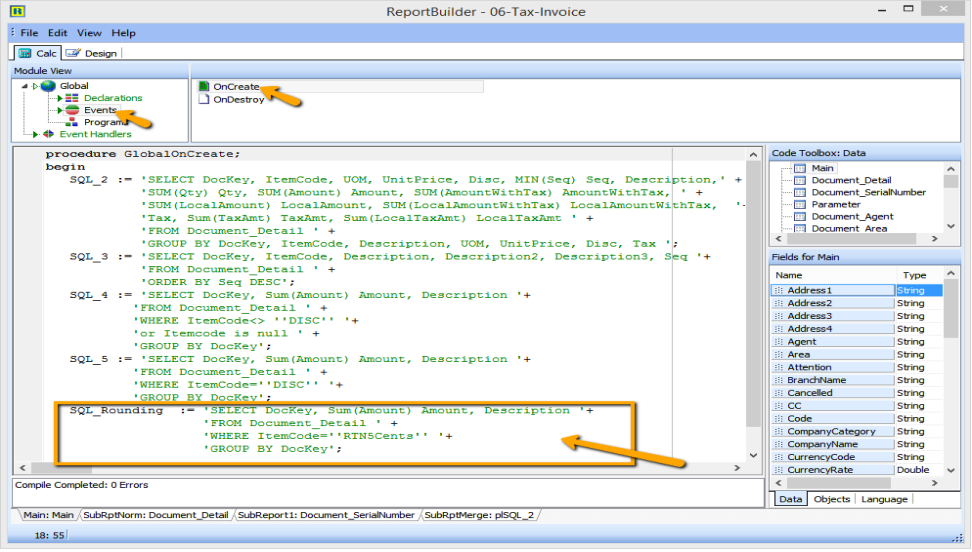 ReportBuilder - 06-Tax-Invoice
File Edit View Help
Calc Design
Module View
Global
Declarations
Events
Programs
Event Handlers
OnCreate
OnDestroy
procedure GlobalOnCreate;
begin
SQL_2 := 'SELECT DocKey, ItemCode, UOM, UnitPrice, Disc, MIN(Seq) Seq, Description,' +
'SUM(Qty) Qty, SUM(Amount) Amount, SUM(AmountWithTax) AmountWithTax, ' +
'SUM(LocalAmount) LocalAmount, SUM(LocalAmountWithTax) LocalAmountWithTax, '+
'Tax, Sum(TaxAmt) TaxAmt, Sum(LocalTaxAmt) LocalTaxAmt ' +
'FROM Document_Detail ' +
'GROUP BY DocKey, ItemCode, Description, UOM, UnitPrice, Disc, Tax ';
SQL_3 := 'SELECT DocKey, ItemCode, Description, Description2, Description3, Seq '+
'FROM Document_Detail ' +
'ORDER BY Seq DESC';
SQL_4 := 'SELECT DocKey, Sum(Amount) Amount, Description '+
'FROM Document_Detail ' +
'WHERE ItemCode<> ''DISC'' '+
'or Itemcode is null ' +
'GROUP BY DocKey';
SQL_5 := 'SELECT DocKey, Sum(Amount) Amount, Description '+
'FROM Document_Detail ' +
'WHERE ItemCode=''DISC'' '+
'GROUP BY DocKey';
SQL_Rounding := 'SELECT DocKey, Sum(Amount) Amount, Description '+
'FROM Document_Detail ' +
'WHERE ItemCode=''RTN5Cents'' '+
'GROUP BY DocKey';
Compile Completed: 0 Errors
Code Toolbox: Data
Main
Document_Detail
Document_SerialNumber
Parameter
Document_Agent
Document_Area
Fields for Main
Name Type
Address1 String
Address2 String
Address3 String
Address4 String
Agent String
Area String
Attention String
BranchName String
Cancelled String
CC String
Code String
CompanyCategory String
CompanyName String
CurrencyCode String
CurrencyRate Double
Data Objects Language
Main: Main SubRptNorm: Document_Detail SubReport1: Document_SerialNumber SubRptMerge: plSQL_2
18: 55